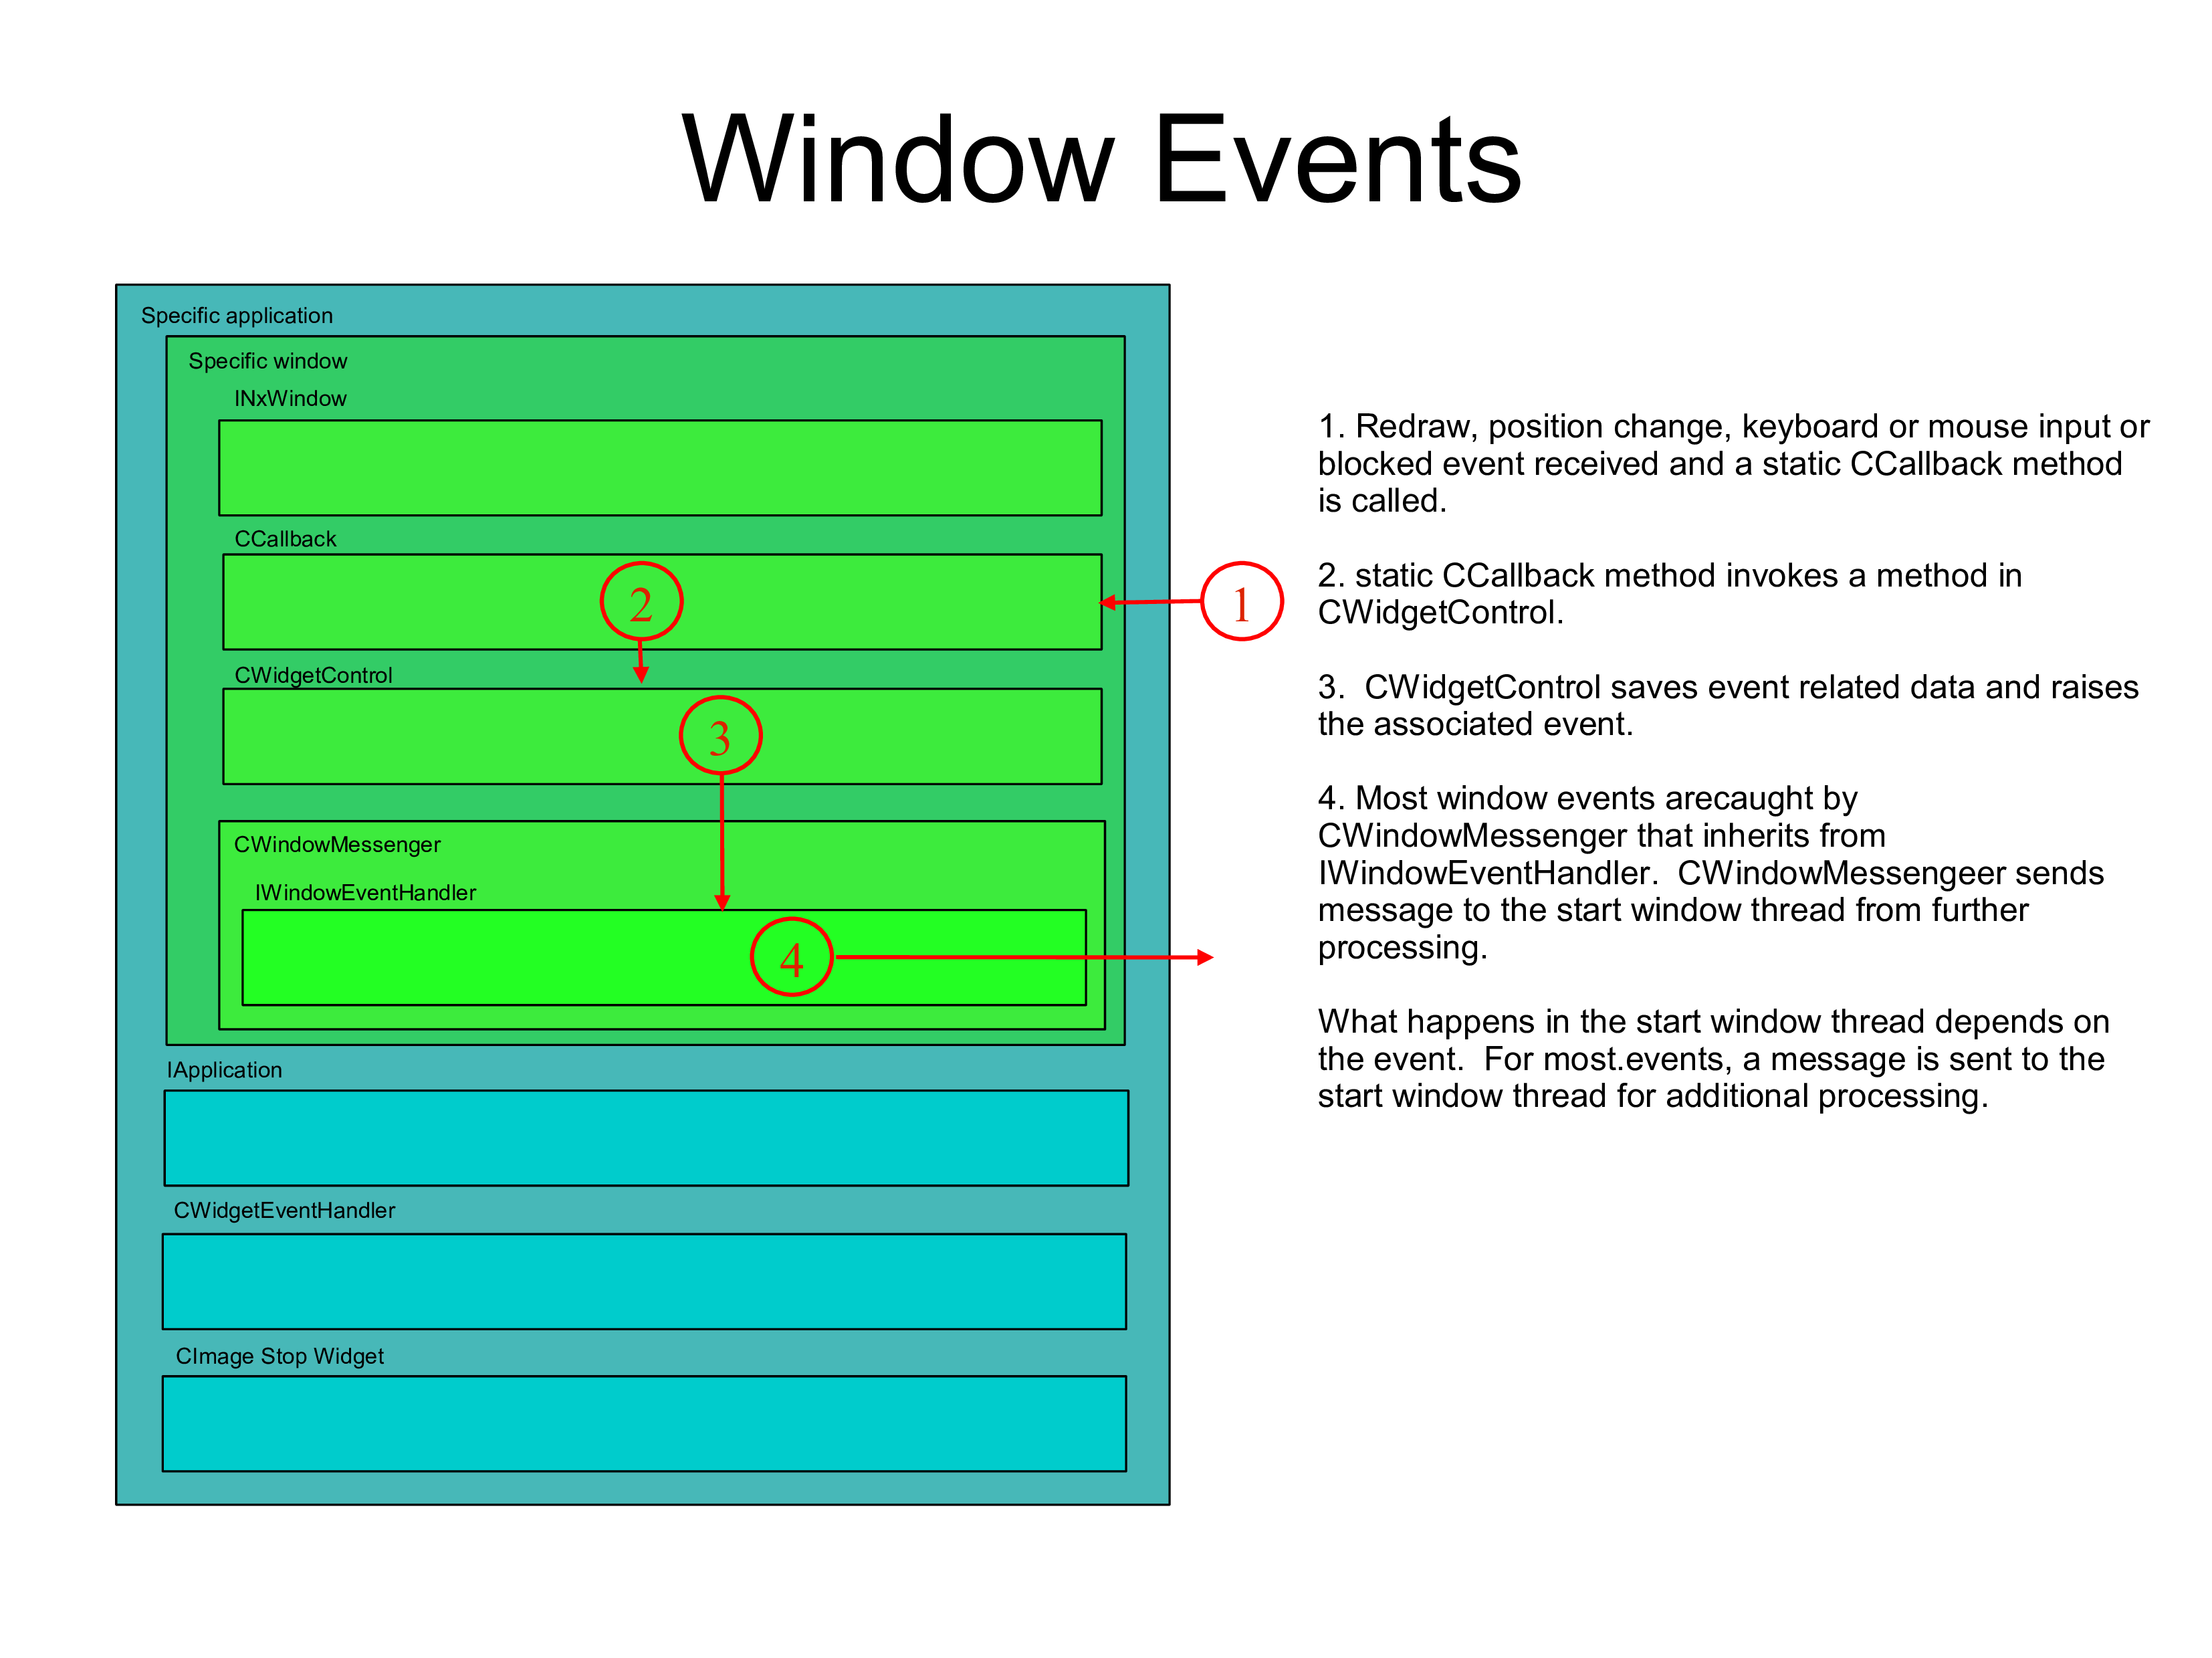 Window Events
Specific application
Specific window
INxWindow
CCallback
2
1
CWidgetControl
3
CWindowMessenger
IWindowEventHandler
4
IApplication
CWidgetEventHandler
CImage Stop Widget
1. Redraw, position change, keyboard or mouse input or
blocked event received and a static CCallback method
is called.
2. static CCallback method invokes a method in
CWidgetControl.
3.  CWidgetControl saves event related data and raises
the associated event.
4. Most window events arecaught by
CWindowMessenger that inherits from
IWindowEventHandler.  CWindowMessengeer sends
message to the start window thread from further
processing.
What happens in the start window thread depends on
the event.  For most.events, a message is sent to the
start window thread for additional processing.